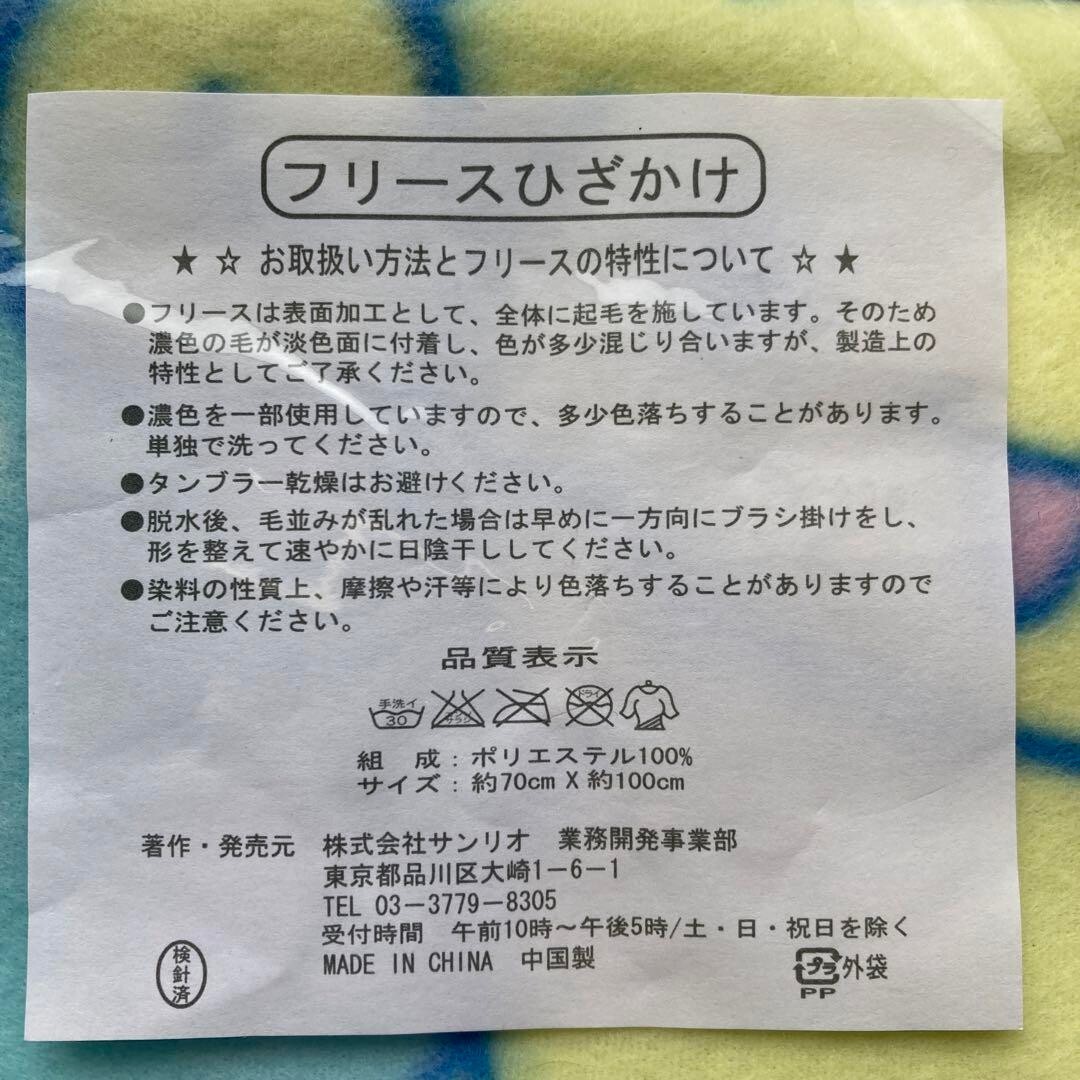 フリースひざかけ
★ ☆ お取扱い方法とフリースの特性について ☆ ★
●フリースは表面加工として、全体に起毛を施しています。そのため
濃色の毛が淡色面に付着し、色が多少混じり合いますが、製造上の
特性としてご了承ください。
●濃色を一部使用していますので、多少色落ちすることがあります。
単独で洗ってください。
●タンブラー乾燥はお避けください。
●脱水後、毛並みが乱れた場合は早めに一方向にブラシ掛けをし、
形を整えて速やかに日陰干ししてください。
●染料の性質上、摩擦や汗等により色落ちすることがありますので
ご注意ください。
品質表示
手洗イ 30 サラシ ドライ
組 成：ポリエステル100%
サイズ：約70cm X 約100cm
著作・発売元 株式会社サンリオ 業務開発事業部
東京都品川区大崎1－6－1
TEL 03－3779－8305
受付時間 午前10時～午後5時/土・日・祝日を除く
MADE IN CHINA 中国製
検針済
プラ 外袋
PP